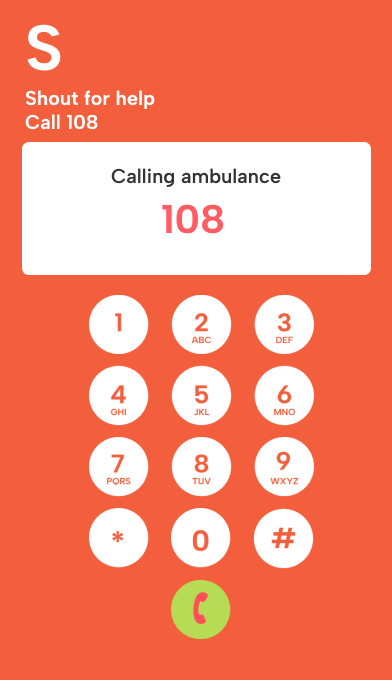 S
Shout for help
Call 108
Calling ambulance
108
1 2 3
ABC DEF
4 5 6
GHI JKL MNO
7 8 9
PQRS TUV WXYZ
* 0 #